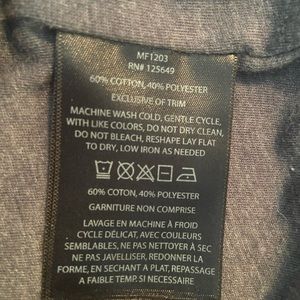 MF1203
RN# 125649
60% COTTON, 40% POLYESTER
EXCLUSIVE OF TRIM
MACHINE WASH COLD, GENTLE CYCLE,
WITH LIKE COLORS, DO NOT DRY CLEAN,
DO NOT BLEACH, RESHAPE LAY FLAT
TO DRY, LOW IRON AS NEEDED
60% COTON, 40% POLYESTER
GARNITURE NON COMPRISE
LAVAGE EN MACHINE À FROID
CYCLE DÉLICAT, AVEC COULEURS
SEMBLABLES, NE PAS NETTOYER À SEC
NE PAS JAVELLISER, REDONNER LA
FORME, EN SECHANT A PLAT, REPASSAGE
A FAIBLE TEMP. SI NECESSAIRE